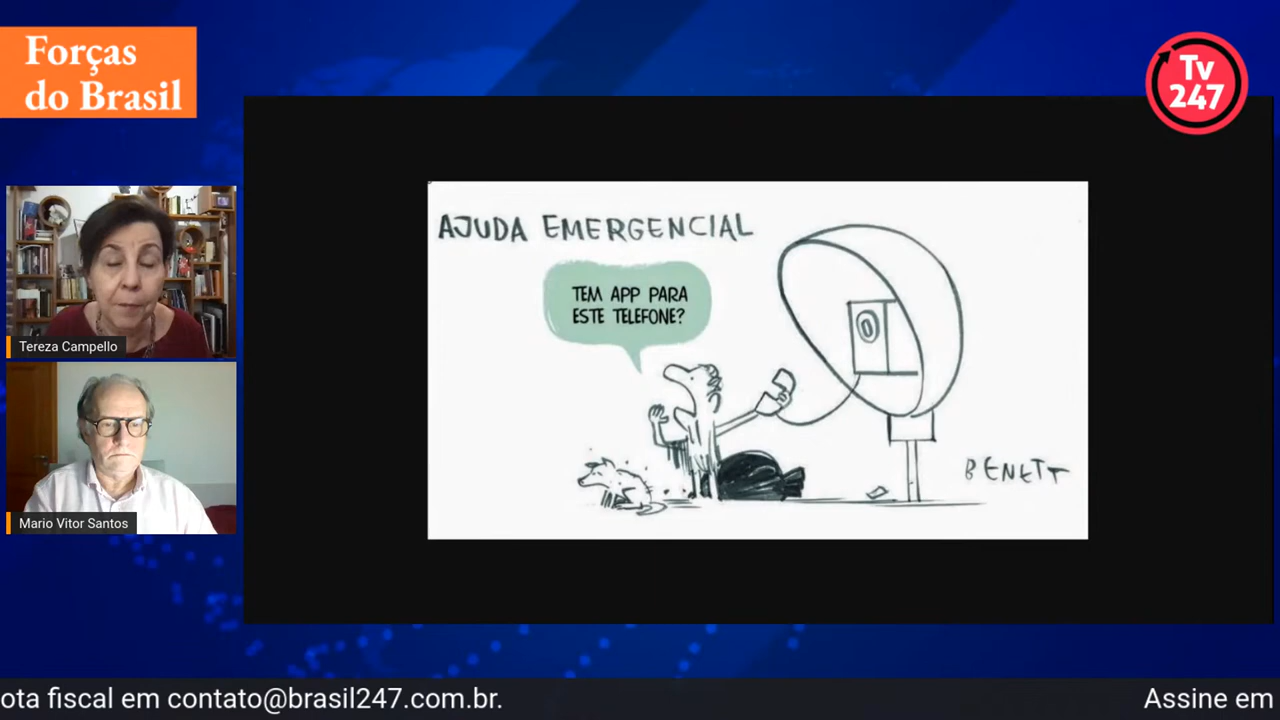 Forças
do Brasil
Tv
247
AJUDA EMERGENCIAL
TEM APP PARA
ESTE TELEFONE?
BENETT
Tereza Campello
Mario Vitor Santos
ota fiscal em contato@brasil247.com.br.
Assine em